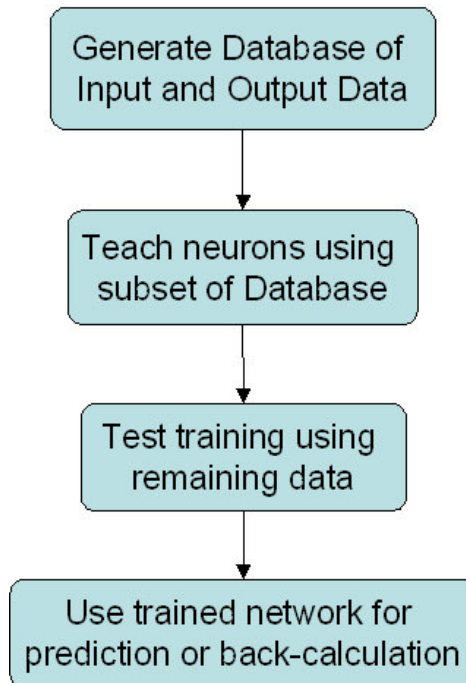 Generate Database of
Input and Output Data
Teach neurons using
subset of Database
Test training using
remaining data
Use trained network for
prediction or back-calculation